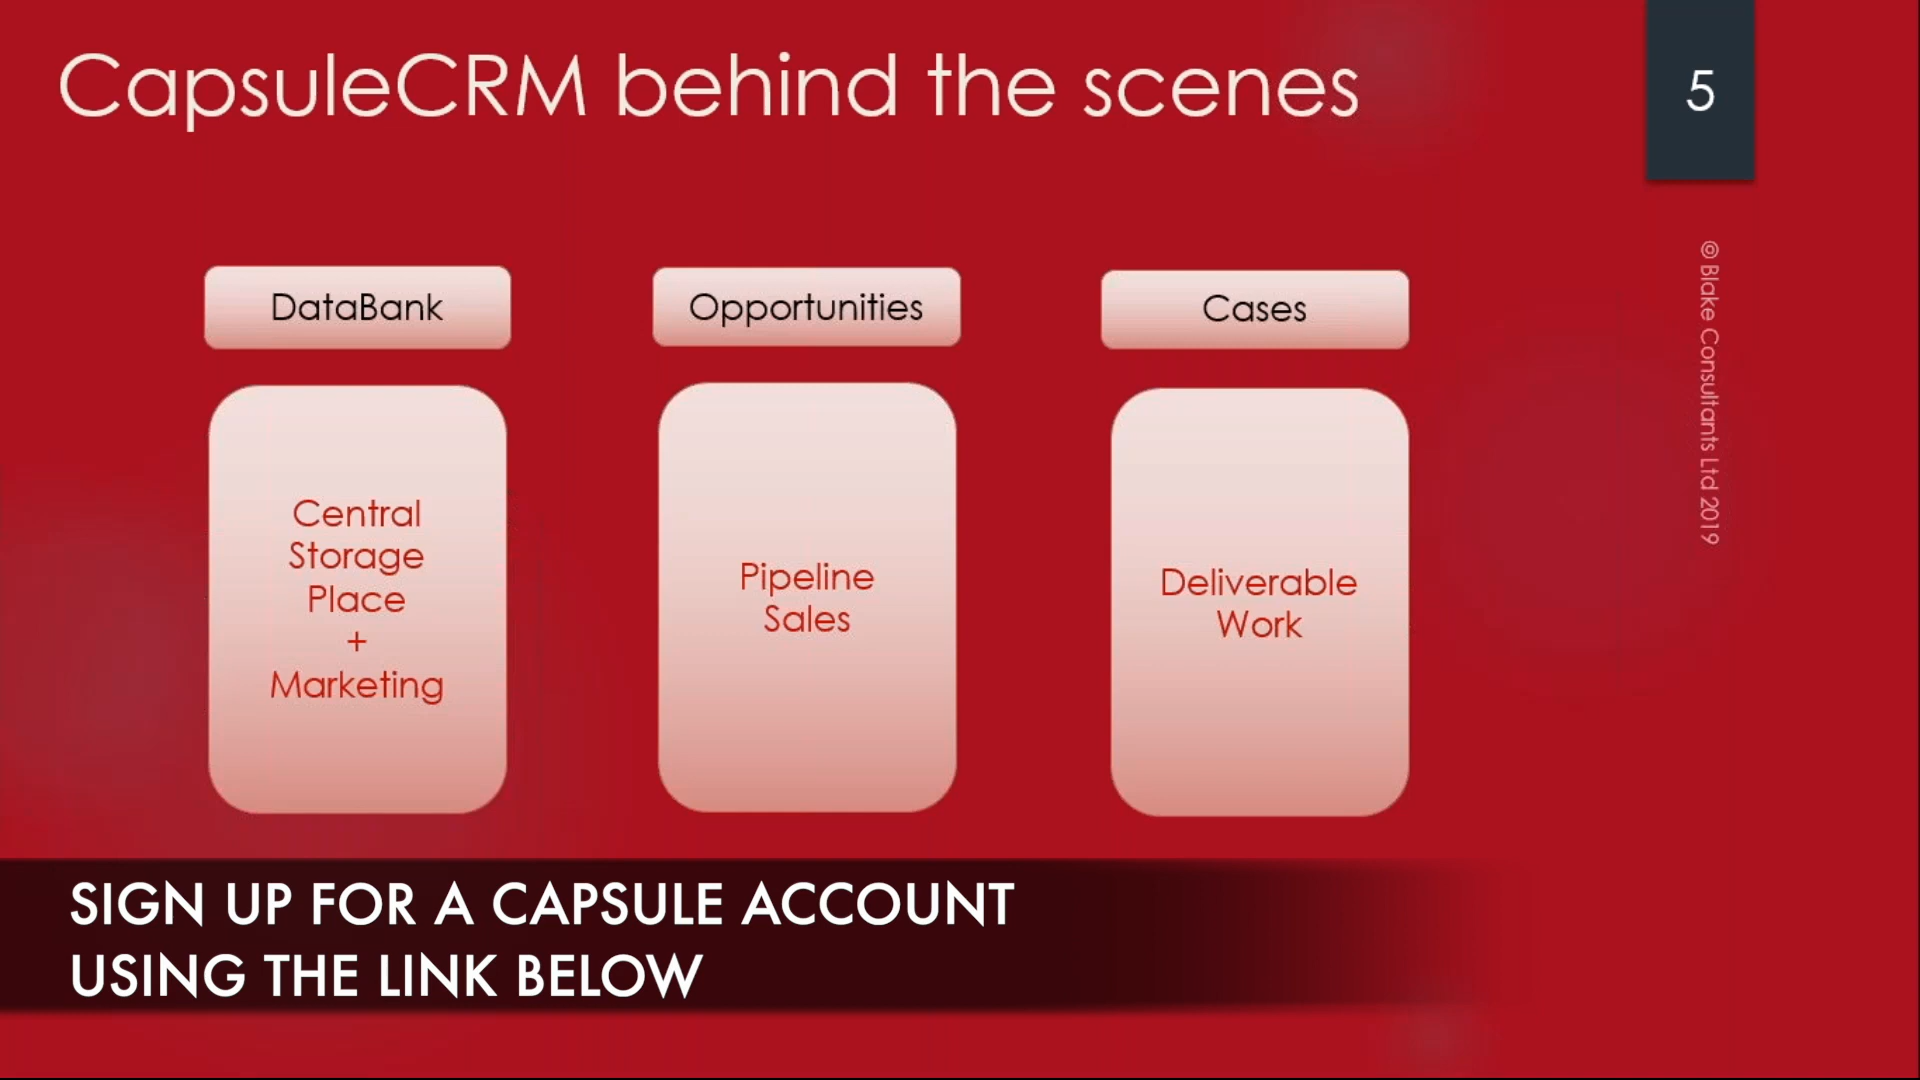 CapsuleCRM behind the scenes
5
DataBank
Opportunities
Cases
Central
Storage
Place
+
Marketing
Pipeline
Sales
Deliverable
Work
© Blake Consultants Ltd 2019
SIGN UP FOR A CAPSULE ACCOUNT
USING THE LINK BELOW